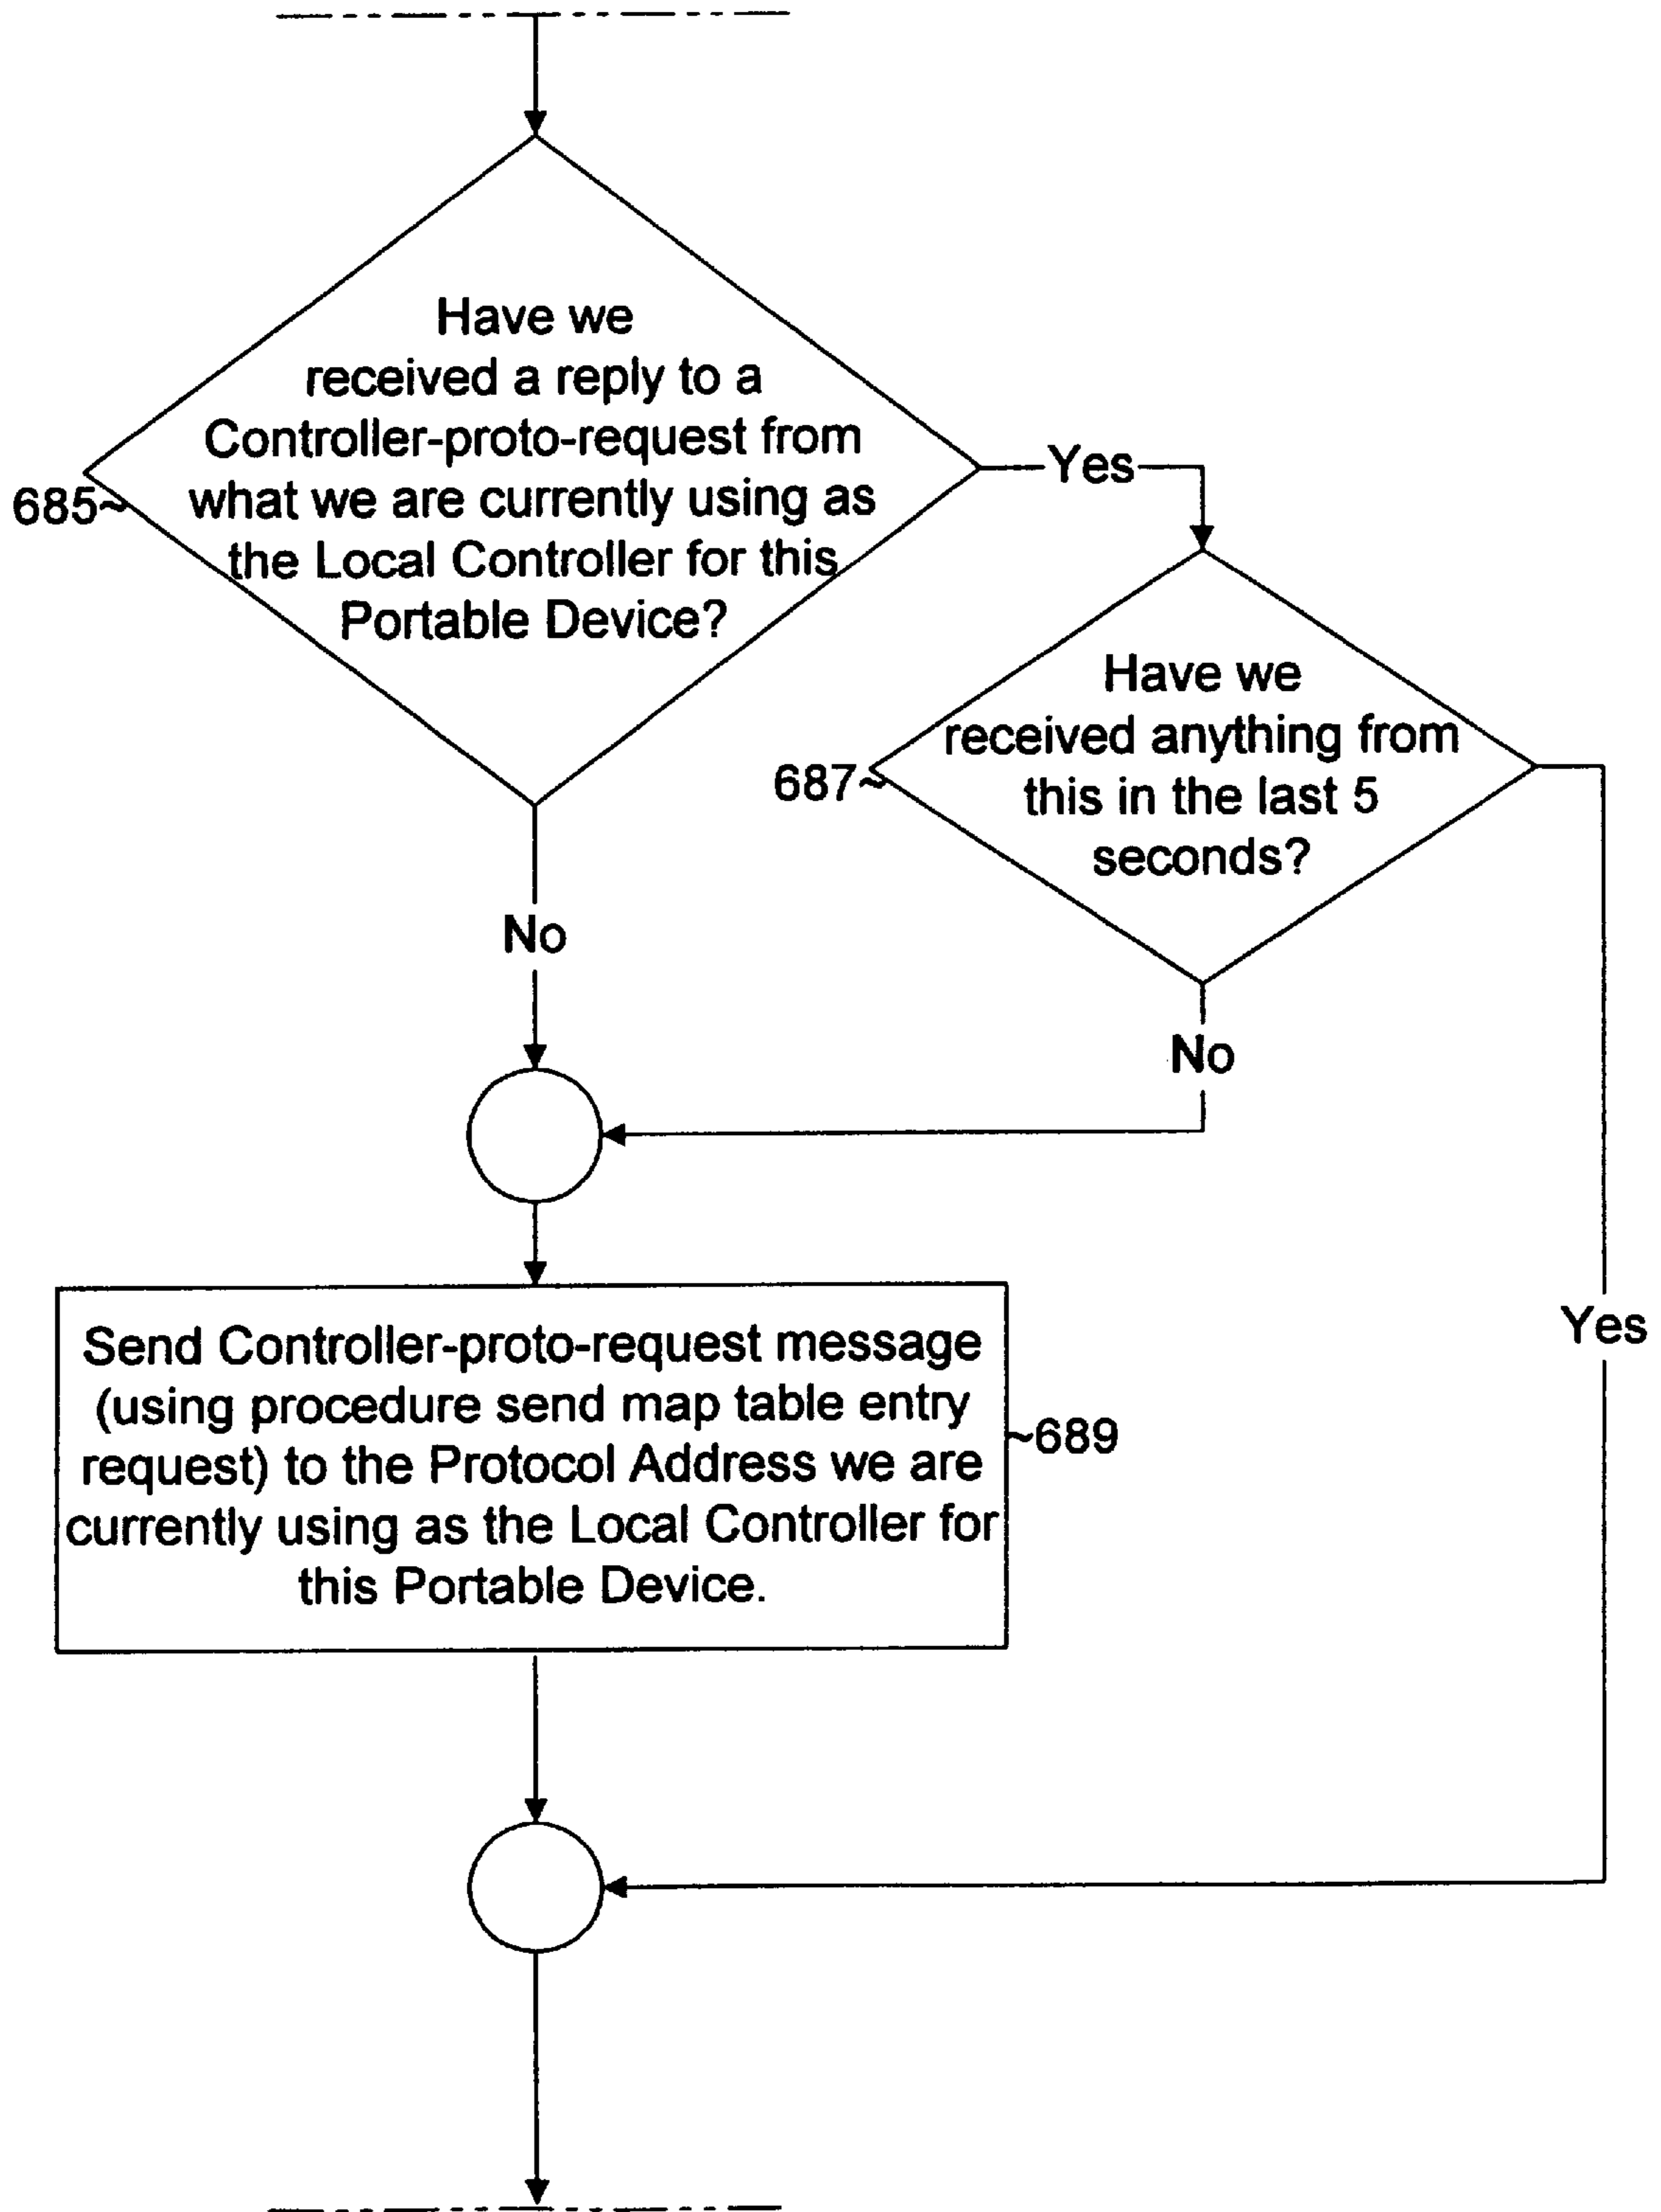 Have we
received a reply to a
Controller-proto-request from
what we are currently using as
the Local Controller for this
Portable Device?
685~
Yes
Have we
received anything from
this in the last 5
seconds?
687~
No
No
Send Controller-proto-request message
(using procedure send map table entry
request) to the Protocol Address we are
currently using as the Local Controller for
this Portable Device.
~689
Yes